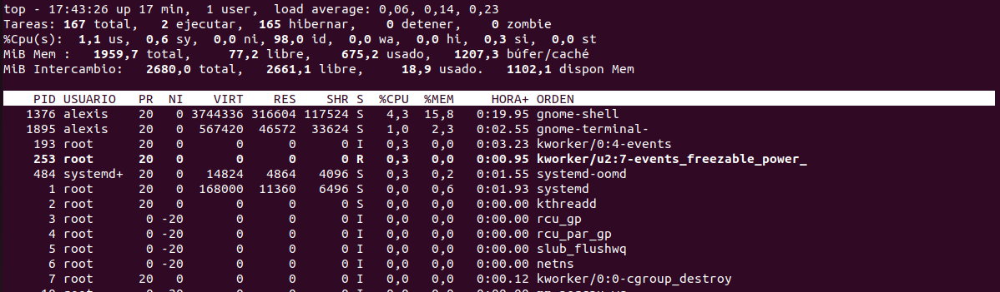 top - 17:43:26 up 17 min,  1 user,  load average: 0,06, 0,14, 0,23
Tareas: 167 total,   2 ejecutar, 165 hibernar,    0 detener,    0 zombie
%Cpu(s):  1,1 us,  0,6 sy,  0,0 ni, 98,0 id,  0,0 wa,  0,0 hi,  0,3 si,  0,0 st
MiB Mem :   1959,7 total,     77,2 libre,    675,2 usado,   1207,3 búfer/caché
MiB Intercambio:   2680,0 total,   2661,1 libre,     18,9 usado.   1102,1 dispon Mem
PID USUARIO   PR  NI    VIRT    RES    SHR S  %CPU  %MEM     HORA+ ORDEN
1376 alexis    20   0 3744336 316604 117524 S   4,3  15,8   0:19.95 gnome-shell
1895 alexis    20   0  567420  46572  33624 S   1,0   2,3   0:02.55 gnome-terminal-
193 root      20   0       0      0      0 I   0,3   0,0   0:03.23 kworker/0:4-events
253 root      20   0       0      0      0 R   0,3   0,0   0:00.95 kworker/u2:7-events_freezable_power_
484 systemd+  20   0   14824   4864   4096 S   0,3   0,2   0:01.55 systemd-oomd
1 root      20   0  168000  11360   6496 S   0,0   0,6   0:01.93 systemd
2 root      20   0       0      0      0 S   0,0   0,0   0:00.00 kthreadd
3 root       0 -20       0      0      0 I   0,0   0,0   0:00.00 rcu_gp
4 root       0 -20       0      0      0 I   0,0   0,0   0:00.00 rcu_par_gp
5 root       0 -20       0      0      0 I   0,0   0,0   0:00.00 slub_flushwq
6 root       0 -20       0      0      0 I   0,0   0,0   0:00.00 netns
7 root      20   0       0      0      0 I   0,0   0,0   0:00.12 kworker/0:0-cgroup_destroy